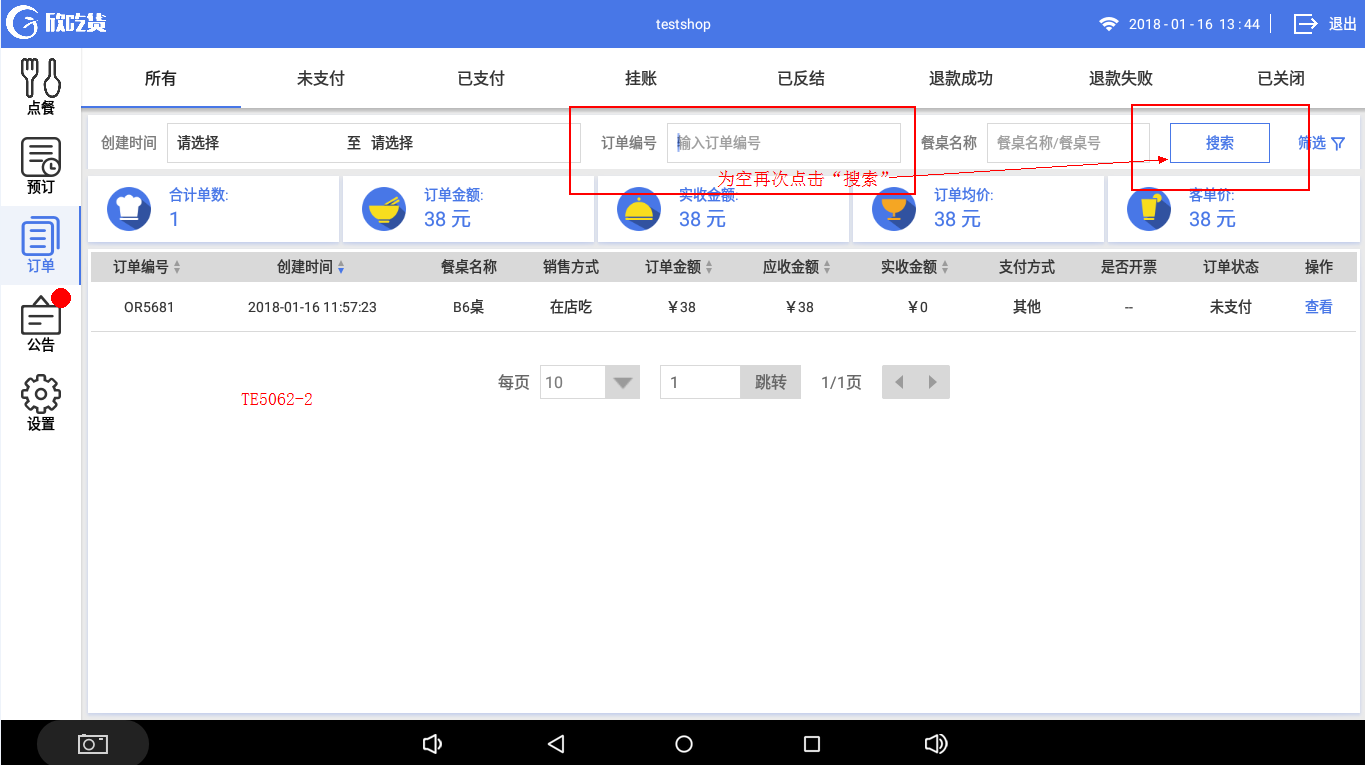 欣吃货
testshop
2018-01-16 13:44
退出
点餐
预订
订单
公告
设置
所有 未支付 已支付 挂账 已反结 退款成功 退款失败 已关闭
创建时间 请选择 至 请选择 订单编号 输入订单编号 餐桌名称 餐桌名称/餐桌号 搜索 筛选
为空再次点击“搜索”
合计单数: 订单金额: 实收金额: 订单均价: 客单价:
1 38 元 38 元 38 元 38 元
订单编号 创建时间 餐桌名称 销售方式 订单金额 应收金额 实收金额 支付方式 是否开票 订单状态 操作
OR5681 2018-01-16 11:57:23 B6桌 在店吃 ￥38 ￥38 ￥0 其他 -- 未支付 查看
每页 10 1 跳转 1/1页
TE5062-2